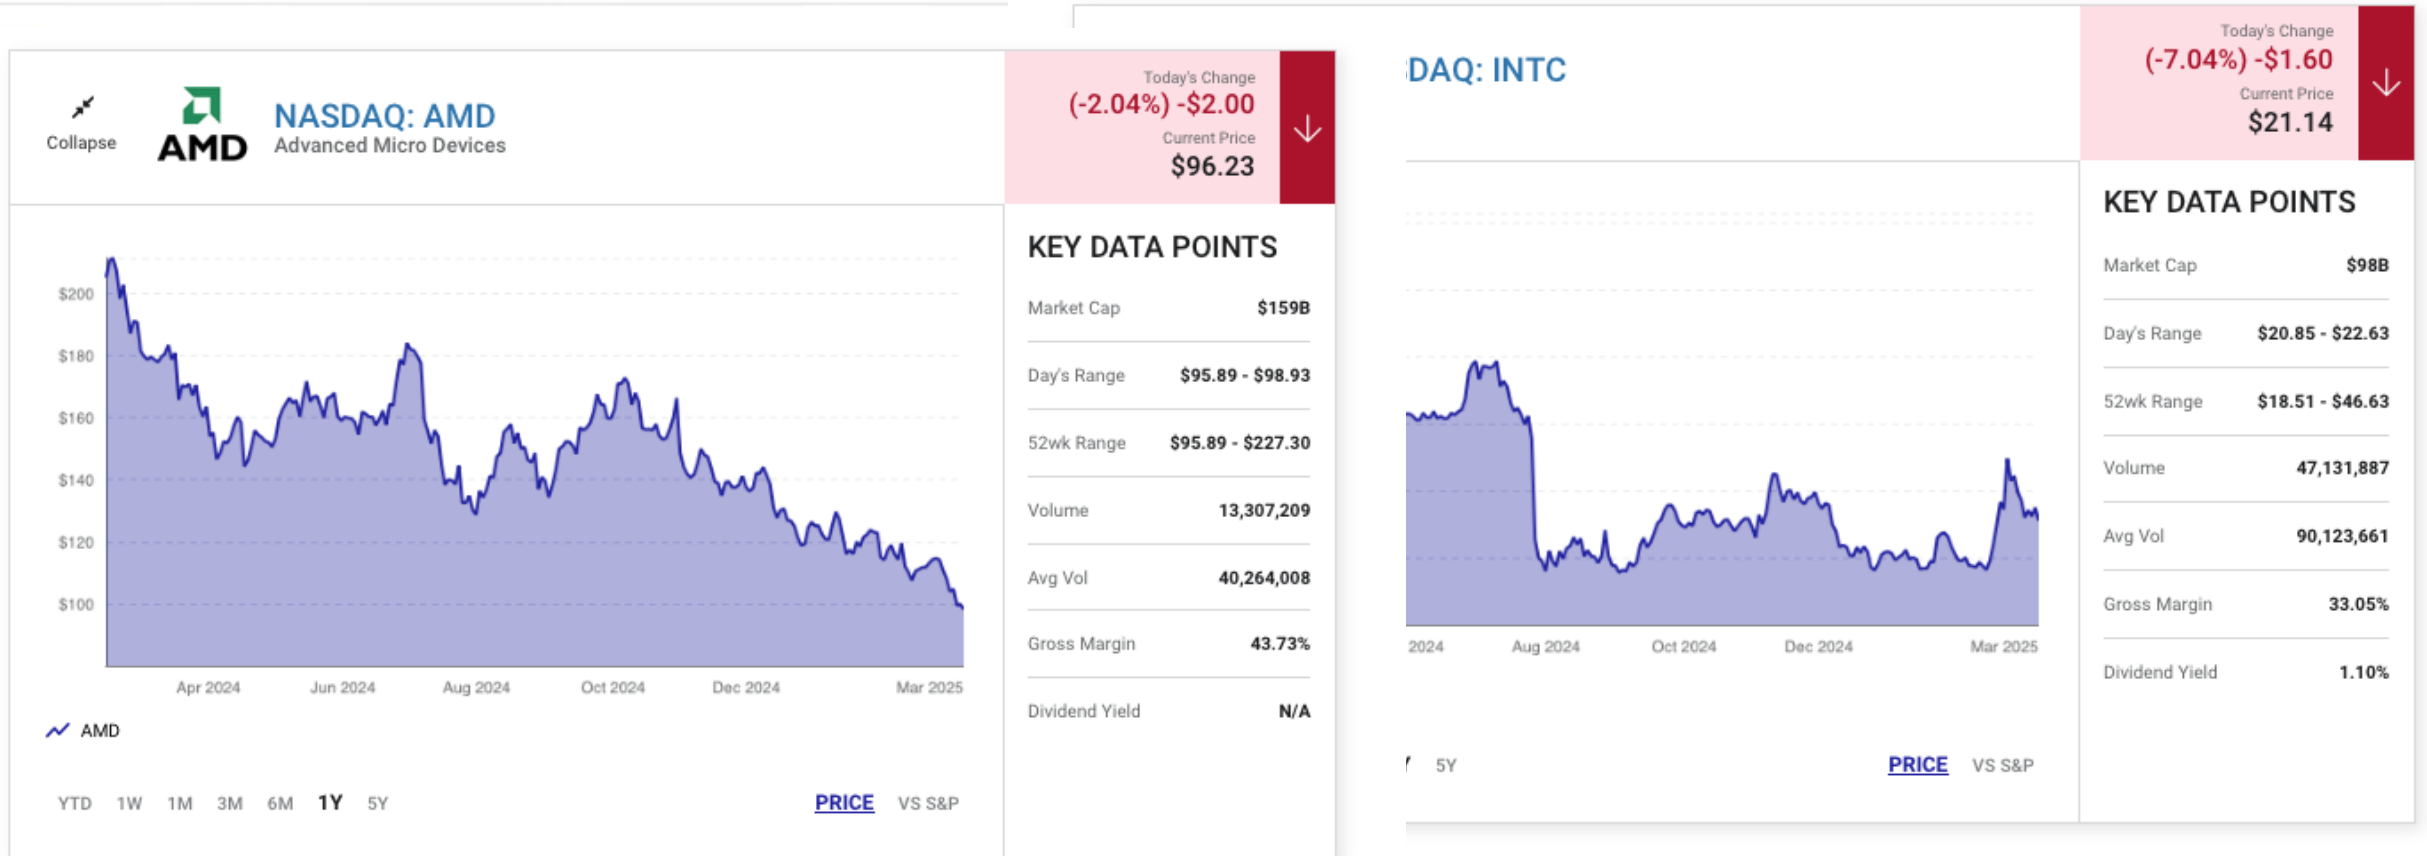 Collapse
AMD
NASDAQ: AMD
Advanced Micro Devices
Today's Change
(-2.04%) -$2.00
Current Price
$96.23
$200
$180
$160
$140
$120
$100
Apr 2024 Jun 2024 Aug 2024 Oct 2024 Dec 2024 Mar 2025
AMD
YTD 1W 1M 3M 6M 1Y 5Y PRICE VS S&P
KEY DATA POINTS
Market Cap $159B
Day's Range $95.89 - $98.93
52wk Range $95.89 - $227.30
Volume 13,307,209
Avg Vol 40,264,008
Gross Margin 43.73%
Dividend Yield N/A
DAQ: INTC
Today's Change
(-7.04%) -$1.60
Current Price
$21.14
2024 Aug 2024 Oct 2024 Dec 2024 Mar 2025
5Y PRICE VS S&P
KEY DATA POINTS
Market Cap $98B
Day's Range $20.85 - $22.63
52wk Range $18.51 - $46.63
Volume 47,131,887
Avg Vol 90,123,661
Gross Margin 33.05%
Dividend Yield 1.10%